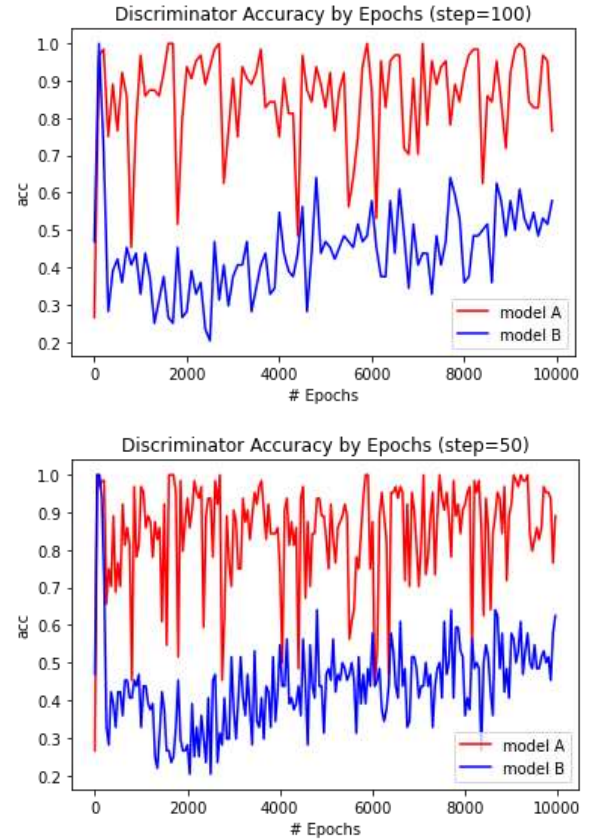 Discriminator Accuracy by Epochs (step=100)
1.0
0.9
0.8
0.7
0.6
0.5
0.4
0.3
0.2
acc
model A
model B
0 2000 4000 6000 8000 10000
# Epochs
Discriminator Accuracy by Epochs (step=50)
1.0
0.9
0.8
0.7
0.6
0.5
0.4
0.3
0.2
acc
model A
model B
0 2000 4000 6000 8000 10000
# Epochs